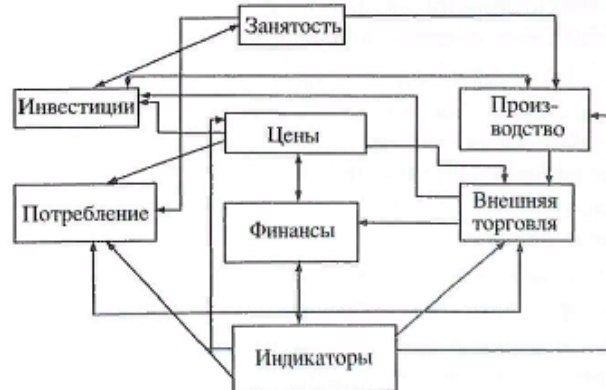 Занятость
Инвестиции
Произ-
водство
Цены
Потребление
Финансы
Внешняя
торговля
Индикаторы